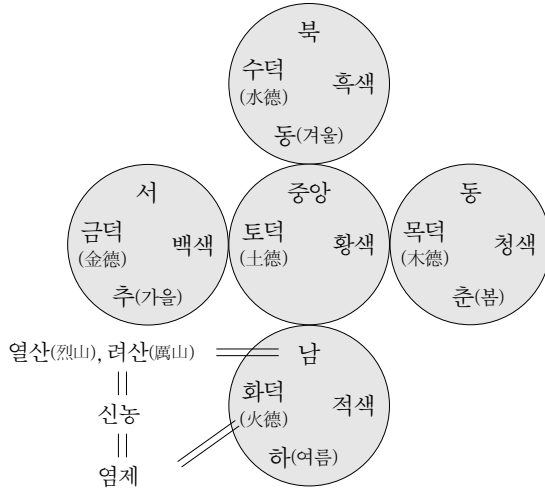 북
수덕
(水德)
흑색
동(겨울)
서
금덕
(金德)
백색
추(가을)
중앙
토덕
(土德)
황색
동
목덕
(木德)
청색
춘(봄)
열산(烈山), 려산(厲山)
신농
염제
남
화덕
(火德)
적색
하(여름)